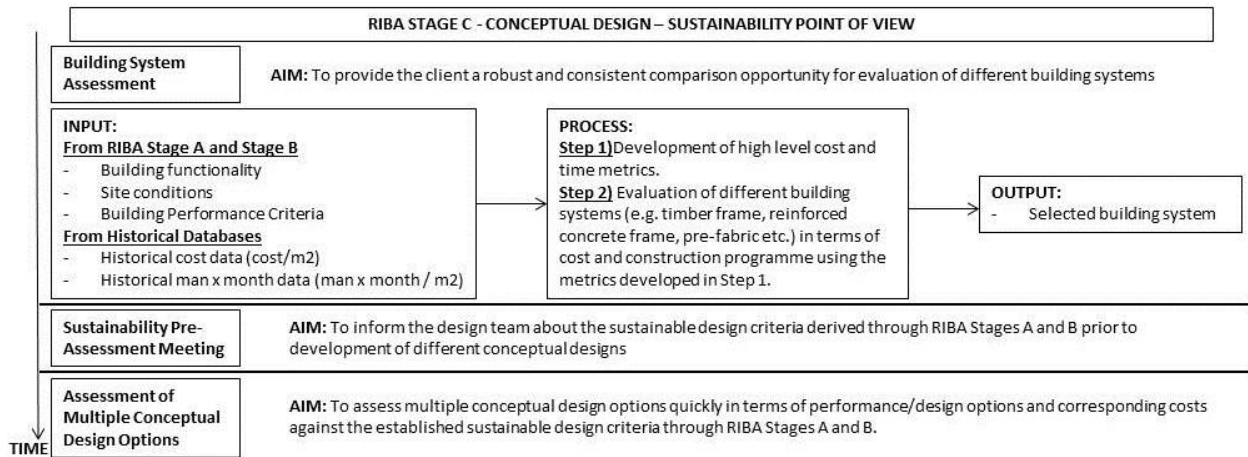 RIBA STAGE C - CONCEPTUAL DESIGN – SUSTAINABILITY POINT OF VIEW
Building System
Assessment
AIM: To provide the client a robust and consistent comparison opportunity for evaluation of different building systems
INPUT:
From RIBA Stage A and Stage B
- Building functionality
- Site conditions
- Building Performance Criteria
From Historical Databases
- Historical cost data (cost/m2)
- Historical man x month data (man x month / m2)
PROCESS:
Step 1)Development of high level cost and
time metrics.
Step 2) Evaluation of different building
systems (e.g. timber frame, reinforced
concrete frame, pre-fabric etc.) in terms of
cost and construction programme using the
metrics developed in Step 1.
OUTPUT:
- Selected building system
Sustainability Pre-
Assessment Meeting
AIM: To inform the design team about the sustainable design criteria derived through RIBA Stages A and B prior to
development of different conceptual designs
Assessment of
Multiple Conceptual
Design Options
AIM: To assess multiple conceptual design options quickly in terms of performance/design options and corresponding costs
against the established sustainable design criteria through RIBA Stages A and B.
TIME